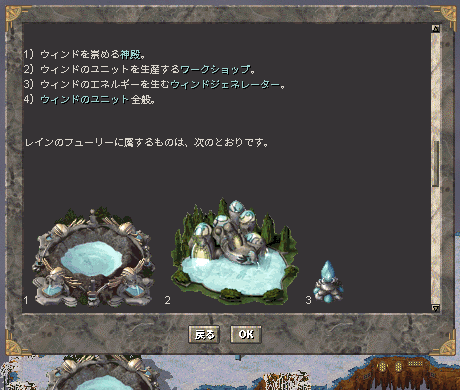 1）ウィンドを崇める神殿。
2）ウィンドのユニットを生産するワークショップ。
3）ウィンドのエネルギーを生むウィンドジェネレーター。
4）ウィンドのユニット全般。
レインのフューリーに属するものは、次のとおりです。
1 2 3
戻る OK